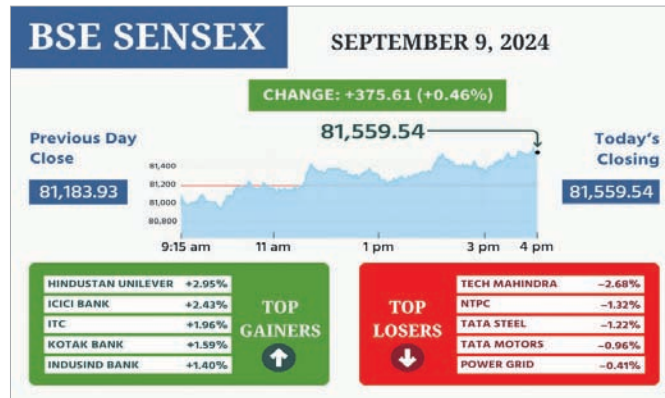 BSE SENSEX
SEPTEMBER 9, 2024
CHANGE: +375.61 (+0.46%)
Previous Day
Close
81,183.93
81,559.54
Today's
Closing
81,559.54
81,400
81,200
81,000
80,800
9:15 am 11 am 1 pm 3 pm 4 pm
HINDUSTAN UNILEVER +2.95%
ICICI BANK +2.43%
ITC +1.96%
KOTAK BANK +1.59%
INDUSIND BANK +1.40%
TOP
GAINERS
TOP
LOSERS
TECH MAHINDRA −2.68%
NTPC −1.32%
TATA STEEL −1.22%
TATA MOTORS −0.96%
POWER GRID −0.41%